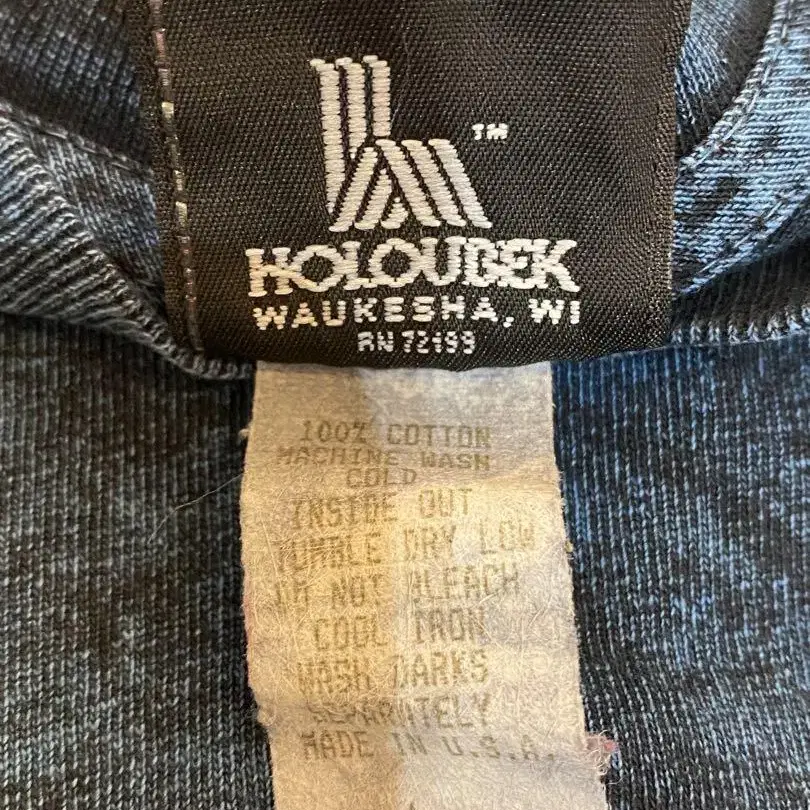 TM
HOLOUBEK
WAUKESHA, WI
RN 72199
100% COTTON
MACHINE WASH
COLD
INSIDE OUT
TUMBLE DRY LOW
DO NOT BLEACH
COOL IRON
WASH DARKS
SEPARATELY
MADE IN U.S.A.